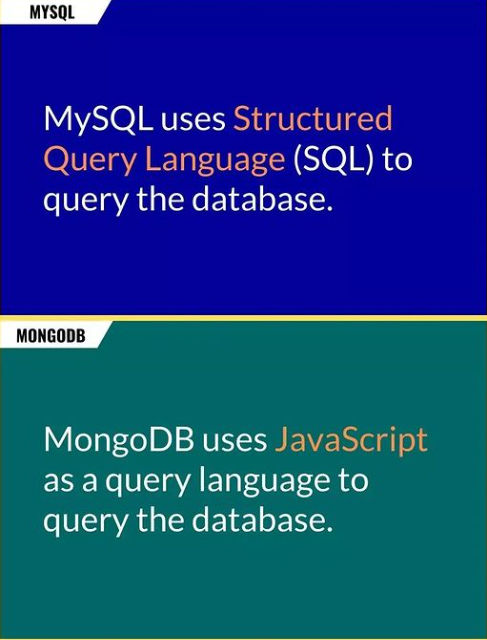 MYSQL
MySQL uses Structured
Query Language (SQL) to
query the database.
MONGODB
MongoDB uses JavaScript
as a query language to
query the database.